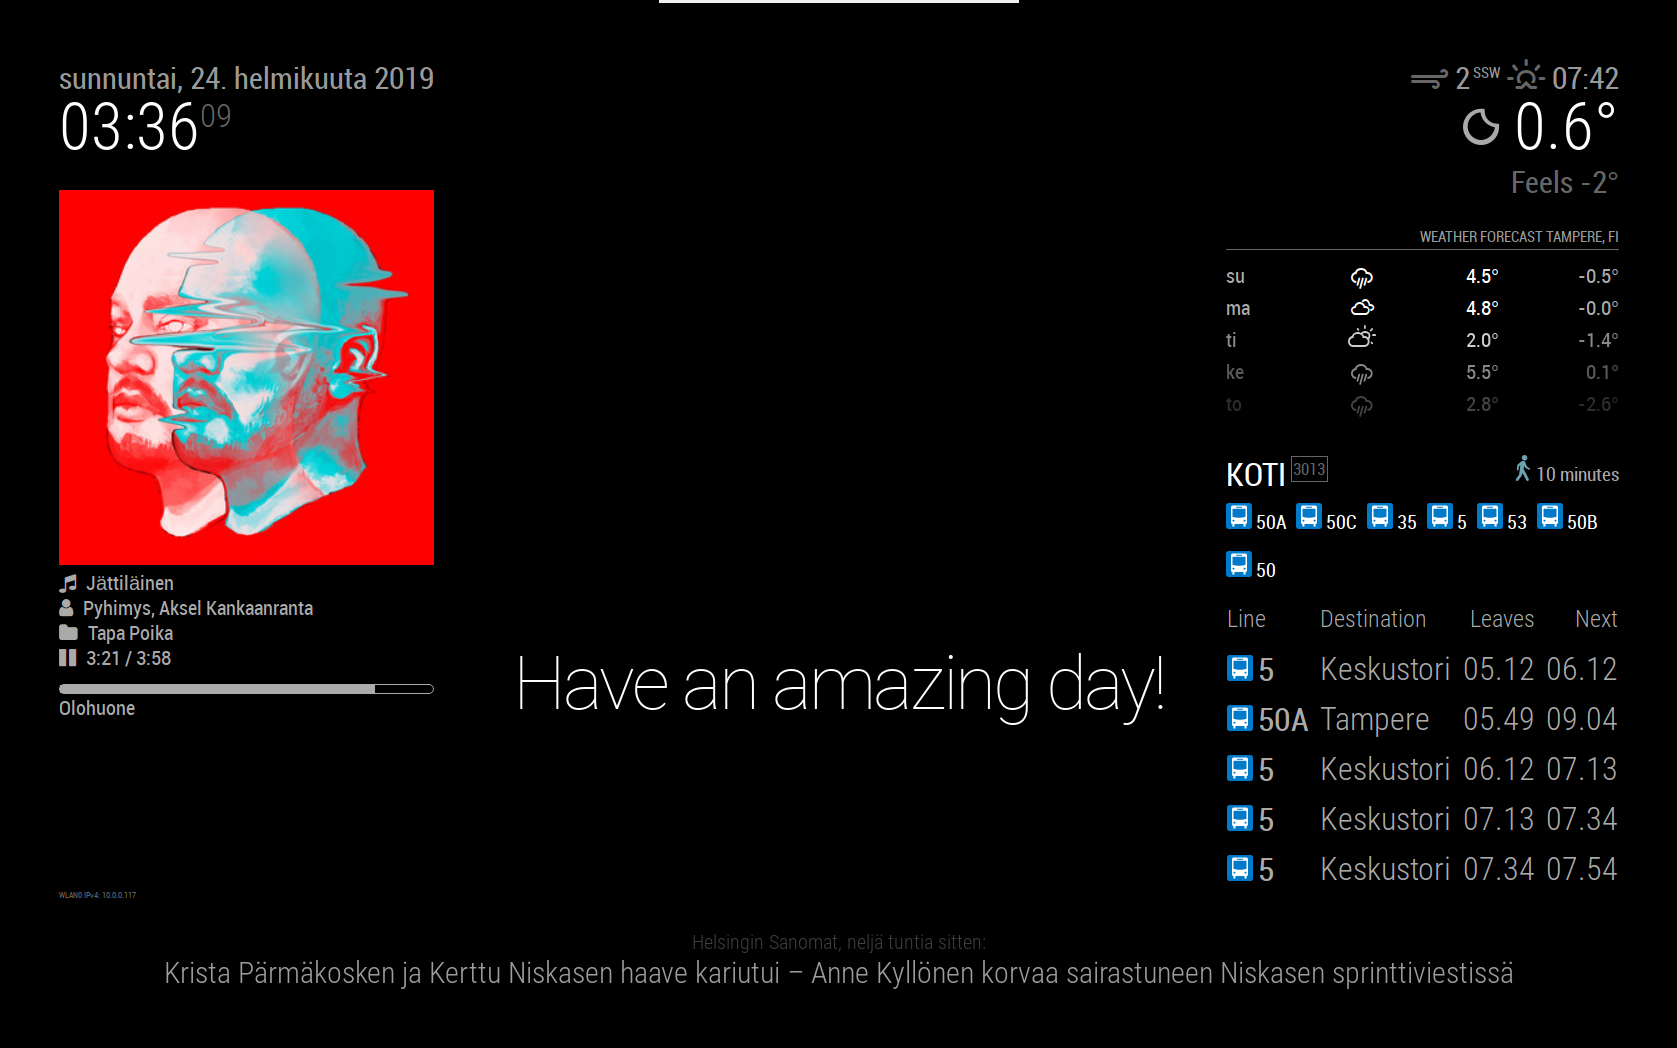 sunnuntai, 24. helmikuuta 2019
03:36 09
2 SSW 07:42
0.6°
Feels -2°
WEATHER FORECAST TAMPERE, FI
su 4.5° -0.5°
ma 4.8° -0.0°
ti 2.0° -1.4°
ke 5.5° 0.1°
to 2.8° -2.6°
Jättiläinen
Pyhimys, Aksel Kankaanranta
Tapa Poika
3:21 / 3:58
Olohuone
Have an amazing day!
KOTI 3013 10 minutes
50A 50C 35 5 53 50B
50
Line Destination Leaves Next
5 Keskustori 05.12 06.12
50A Tampere 05.49 09.04
5 Keskustori 06.12 07.13
5 Keskustori 07.13 07.34
5 Keskustori 07.34 07.54
WLAN0 IPv4: 10.0.0.117
Helsingin Sanomat, neljä tuntia sitten:
Krista Pärmäkosken ja Kerttu Niskasen haave kariutui – Anne Kyllönen korvaa sairastuneen Niskasen sprinttiviestissä